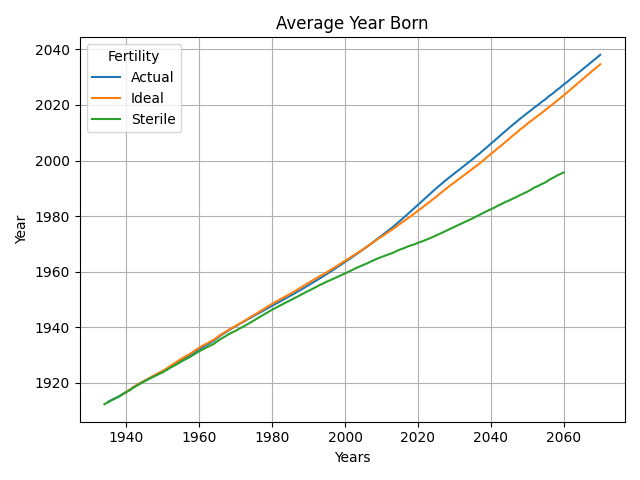 Average Year Born
Fertility
Actual
Ideal
Sterile
2040
2020
2000
1980
1960
1940
1920
Year
1940 1960 1980 2000 2020 2040 2060
Years